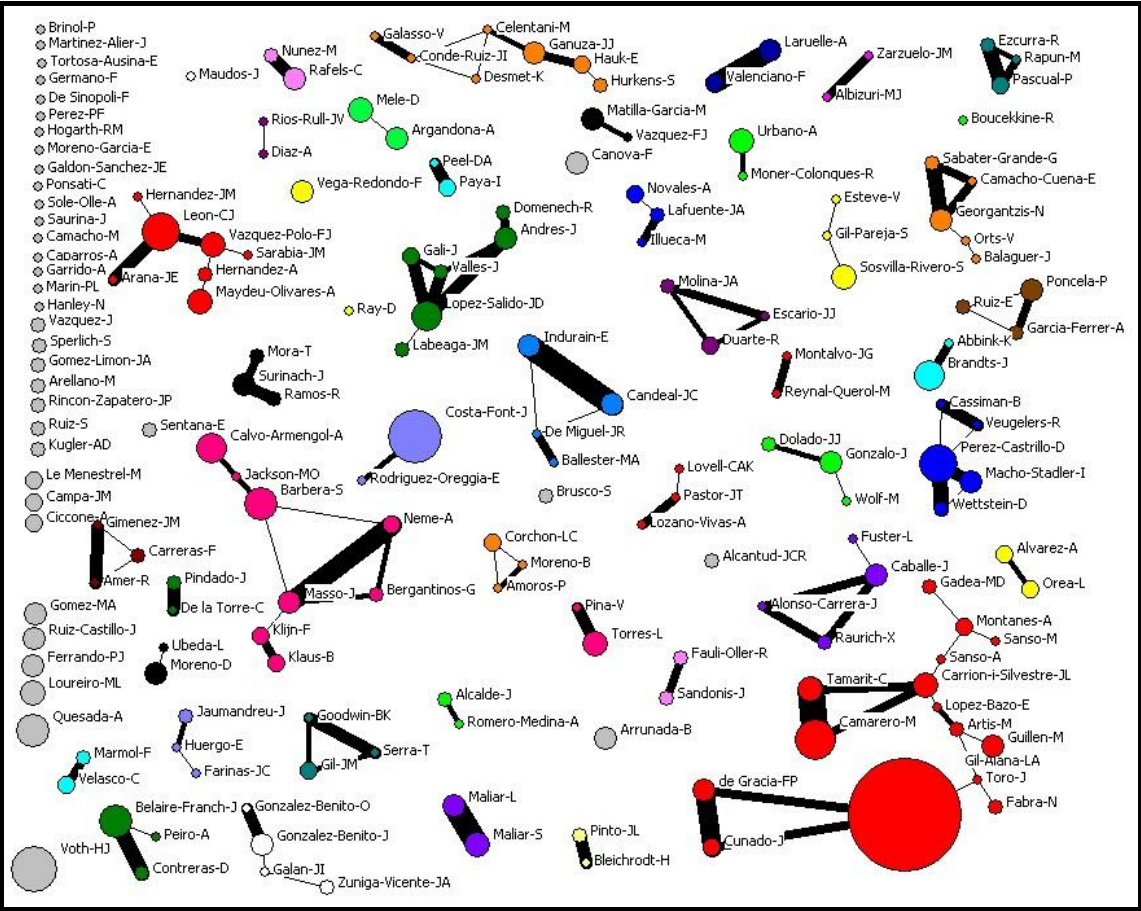 Brinol-P
Martinez-Alier-J
Tortosa-Ausina-E
Germano-F
De Sinopoli-F
Perez-PF
Hogarth-RM
Moreno-Garcia-E
Galdon-Sanchez-JE
Ponsati-C
Sole-Olle-A
Saurina-J
Camacho-M
Caparros-A
Garrido-A
Marin-PL
Hanley-N
Vazquez-J
Sperlich-S
Gomez-Limon-JA
Arellano-M
Rincon-Zapatero-JP
Ruiz-S
Kugler-AD
Le Menestrel-M
Campa-JM
Ciccone-A
Gomez-MA
Ruiz-Castillo-J
Ferrando-PJ
Loureiro-ML
Quesada-A
Voth-HJ
Maudos-J
Nunez-M
Rafels-C
Galasso-V
Conde-Ruiz-JI
Celentani-M
Desmet-K
Ganuza-JJ
Hauk-E
Hurkens-S
Laruelle-A
Valenciano-F
Zarzuelo-JM
Albizuri-MJ
Ezcurra-R
Rapun-M
Pascual-P
Rios-Rull-JV
Diaz-A
Mele-D
Argandona-A
Matilla-Garcia-M
Vazquez-FJ
Canova-F
Urbano-A
Moner-Colonques-R
Boucekkine-R
Vega-Redondo-F
Peel-DA
Paya-I
Novales-A
Lafuente-JA
Illueca-M
Esteve-V
Gil-Pareja-S
Sosvilla-Rivero-S
Sabater-Grande-G
Camacho-Cuena-E
Georgantzis-N
Orts-V
Balaguer-J
Hernandez-JM
Leon-CJ
Vazquez-Polo-FJ
Sarabia-JM
Arana-JE
Hernandez-A
Maydeu-Olivares-A
Domenech-R
Andres-J
Gali-J
Valles-J
Lopez-Salido-JD
Labeaga-JM
Ray-D
Molina-JA
Escario-JJ
Duarte-R
Poncela-P
Ruiz-E
Garcia-Ferrer-A
Mora-T
Surinach-J
Ramos-R
Indurain-E
Candeal-JC
De Miguel-JR
Ballester-MA
Montalvo-JG
Reynal-Querol-M
Abbink-K
Brandts-J
Sentana-E
Calvo-Armengol-A
Jackson-MO
Barbera-S
Costa-Font-J
Rodriguez-Oreggia-E
Dolado-JJ
Gonzalo-J
Wolf-M
Cassiman-B
Veugelers-R
Perez-Castrillo-D
Macho-Stadler-I
Wettstein-D
Brusco-S
Lovell-CAK
Pastor-JT
Lozano-Vivas-A
Gimenez-JM
Carreras-F
Amer-R
Neme-A
Masso-J
Bergantinos-G
Klijn-F
Klaus-B
Corchon-LC
Moreno-B
Amoros-P
Alcantud-JCR
Fuster-L
Caballe-J
Alonso-Carrera-J
Raurich-X
Alvarez-A
Orea-L
Pindado-J
De la Torre-C
Ubeda-L
Moreno-D
Pina-V
Torres-L
Fauli-Oller-R
Sandonis-J
Gadea-MD
Montanes-A
Sanso-M
Sanso-A
Carrion-i-Silvestre-JL
Tamarit-C
Camarero-M
Lopez-Bazo-E
Artis-M
Guillen-M
Gil-Alana-LA
Toro-J
Fabra-N
Jaumandreu-J
Huergo-E
Farinas-JC
Goodwin-BK
Serra-T
Gil-JM
Alcalde-J
Romero-Medina-A
Arrunada-B
Marmol-F
Velasco-C
de Gracia-FP
Cunado-J
Belaire-Franch-J
Peiro-A
Contreras-D
Gonzalez-Benito-O
Gonzalez-Benito-J
Galan-JI
Zuniga-Vicente-JA
Maliar-L
Maliar-S
Pinto-JL
Bleichrodt-H